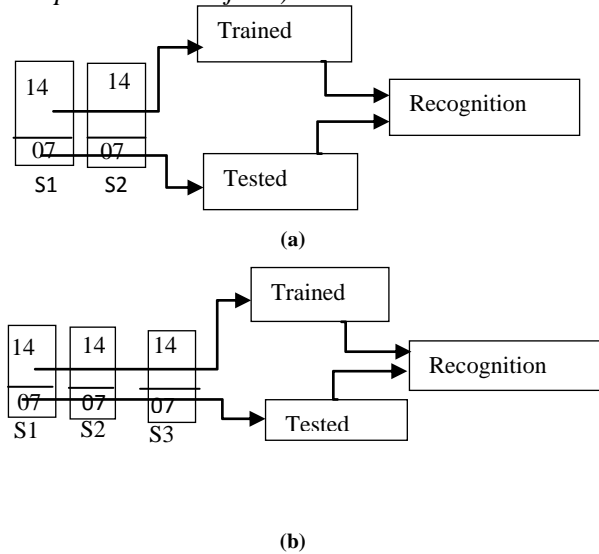 Trained
14 14
Recognition
07 07
Tested
S1 S2
(a)
Trained
14 14 14
Recognition
07 07 07
Tested
S1 S2 S3
(b)